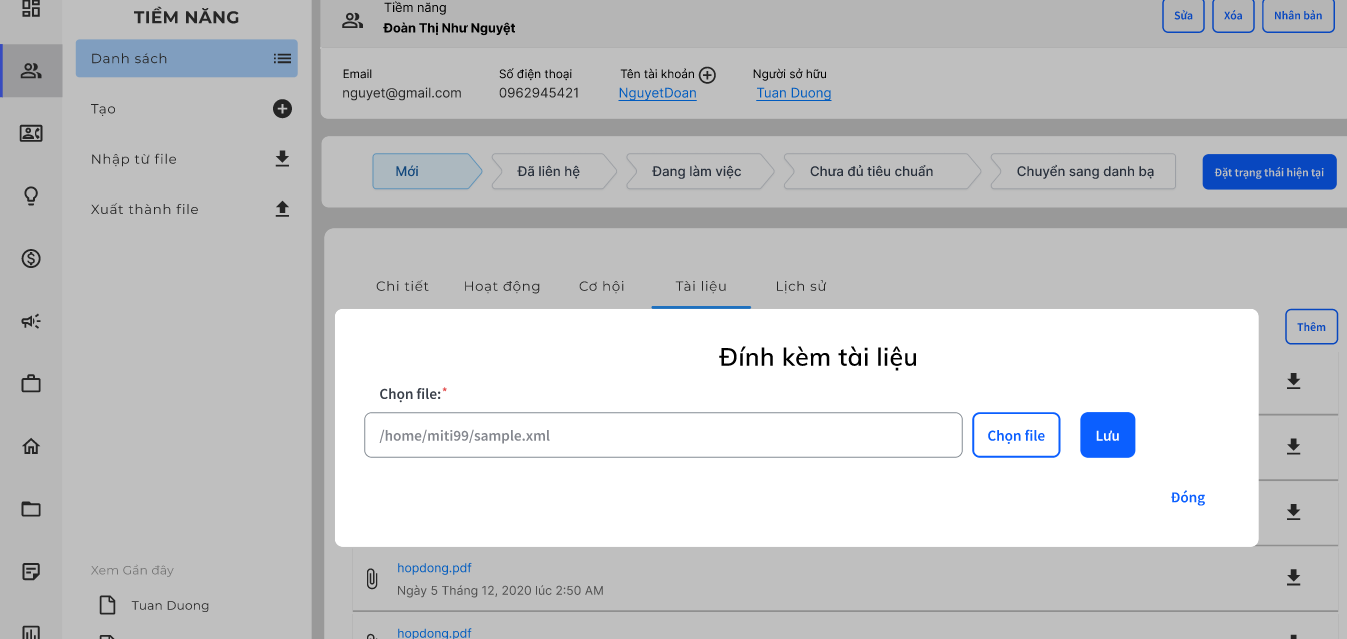 TIỀM NĂNG
Danh sách
Tạo
Nhập từ file
Xuất thành file
Xem Gần đây
Tuan Duong
Tiềm năng
Đoàn Thị Như Nguyệt
Sửa
Xóa
Nhân bản
Email
Số điện thoại
Tên tài khoản
Người sở hữu
nguyet@gmail.com
0962945421
NguyetDoan
Tuan Duong
Mới
Đã liên hệ
Đang làm việc
Chưa đủ tiêu chuẩn
Chuyển sang danh bạ
Đặt trạng thái hiện tại
Chi tiết
Hoạt động
Cơ hội
Tài liệu
Lịch sử
Thêm
Đính kèm tài liệu
Chọn file:*
/home/miti99/sample.xml
Chọn file
Lưu
Đóng
hopdong.pdf
Ngày 5 Tháng 12, 2020 lúc 2:50 AM
hopdong.pdf